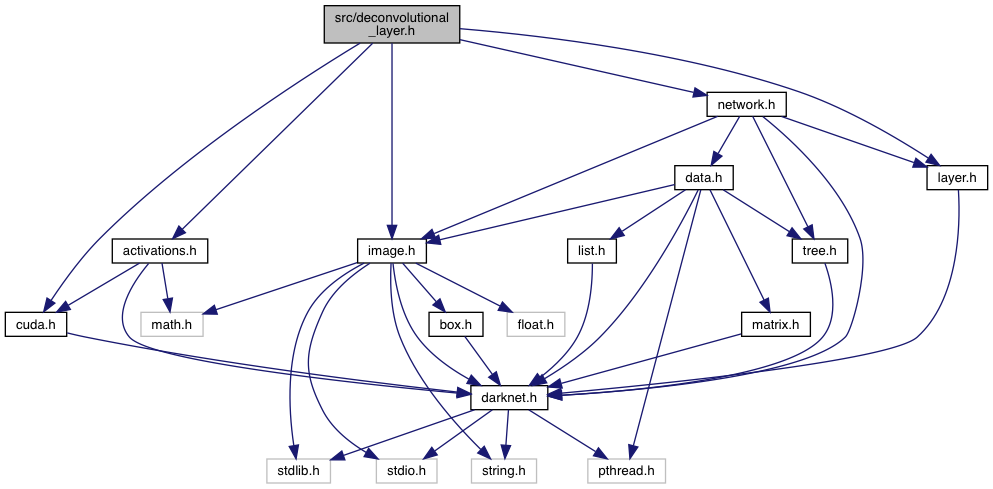 src/deconvolutional
_layer.h
network.h
data.h
layer.h
activations.h
image.h
list.h
tree.h
cuda.h
math.h
box.h
float.h
matrix.h
darknet.h
stdlib.h
stdio.h
string.h
pthread.h